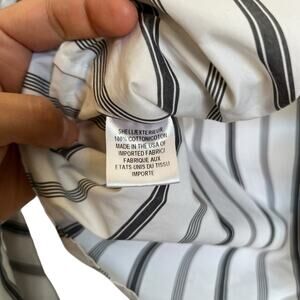 SHELL/EXTERIEUR
100% COTTON/COTON
MADE IN THE USA OF
IMPORTED FABRIC/
FABRIQUE AUX
ETATS-UNIS DU TISSU
IMPORTE